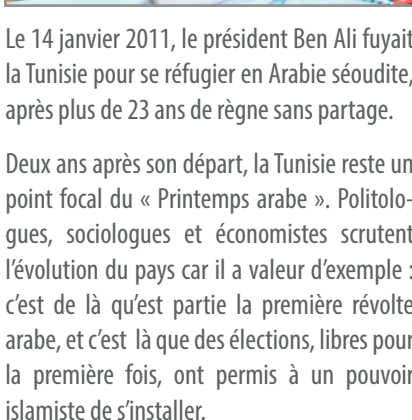 Le 14 janvier 2011, le président Ben Ali fuyait
la Tunisie pour se réfugier en Arabie séoudite,
après plus de 23 ans de règne sans partage.
Deux ans après son départ, la Tunisie reste un
point focal du « Printemps arabe ». Politolo-
gues, sociologues et économistes scrutent
l’évolution du pays car il a valeur d’exemple :
c’est de là qu’est partie la première révolte
arabe, et c’est là que des élections, libres pour
la première fois, ont permis à un pouvoir
islamiste de s’installer.